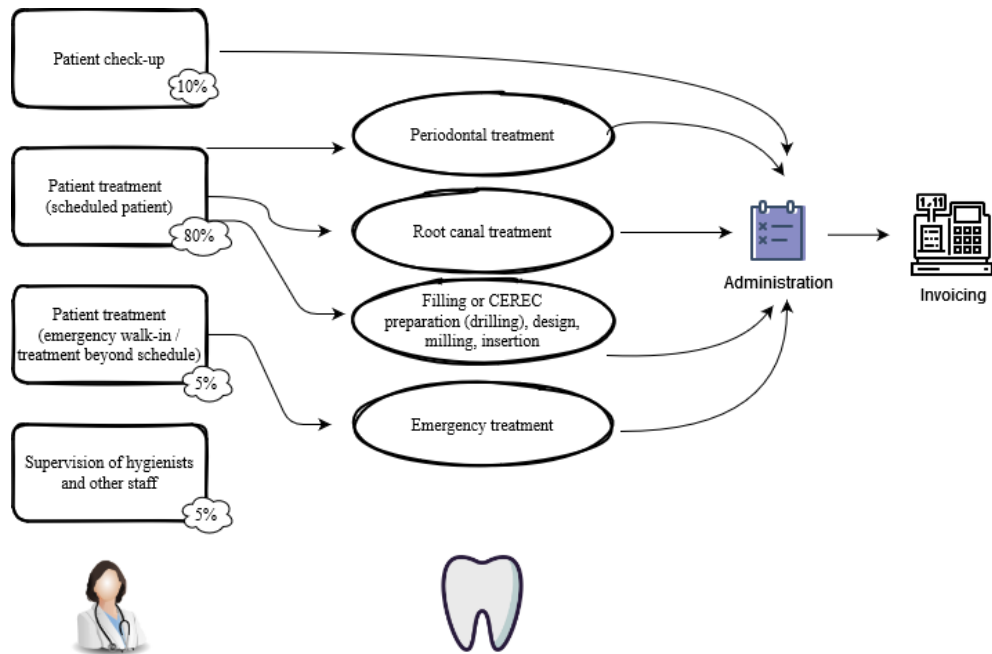 Patient check-up
10%
Periodontal treatment
Patient treatment
(scheduled patient)
80%
Root canal treatment
Administration
1,11
Invoicing
Filling or CEREC
preparation (drilling), design,
milling, insertion
Patient treatment
(emergency walk-in /
treatment beyond schedule)
5%
Emergency treatment
Supervision of hygienists
and other staff
5%